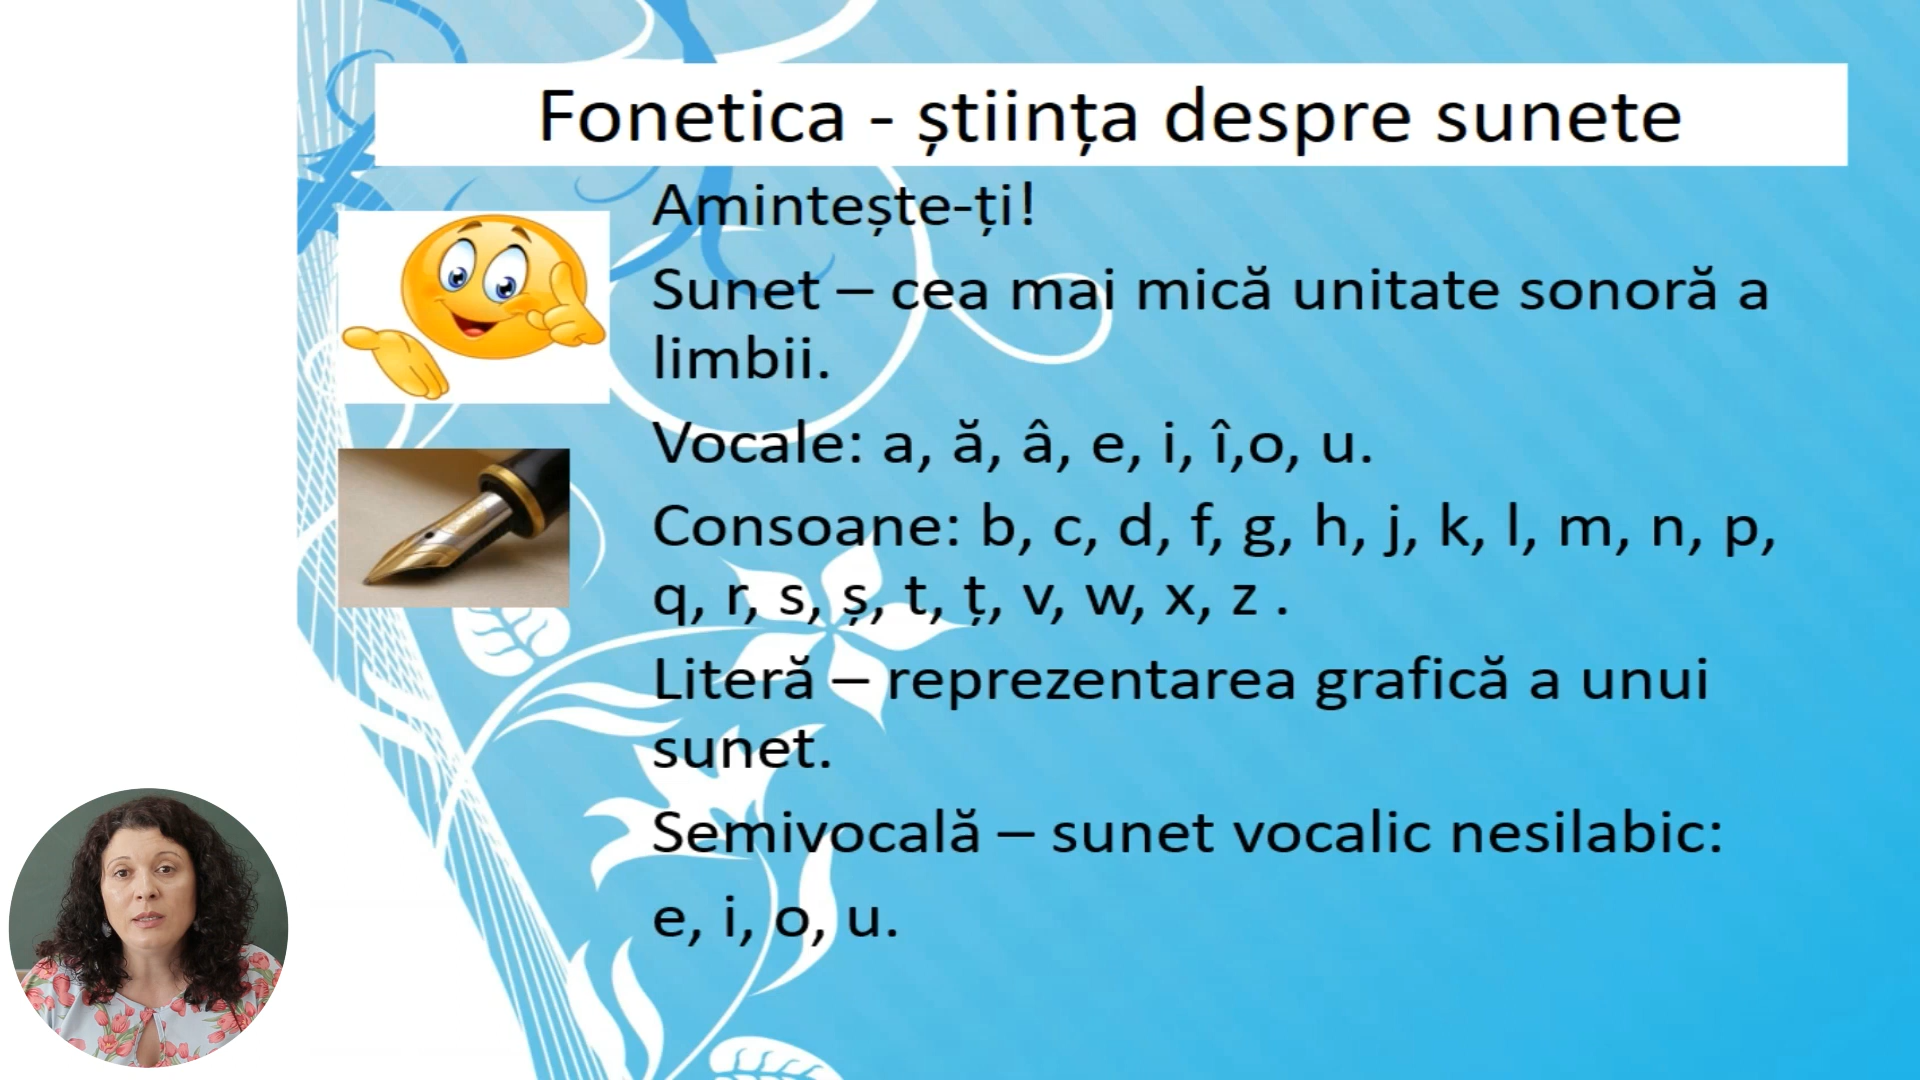 Fonetica - știința despre sunete
Amintește-ți!
Sunet – cea mai mică unitate sonoră a
limbii.
Vocale: a, ă, â, e, i, î,o, u.
Consoane: b, c, d, f, g, h, j, k, l, m, n, p,
q, r, s, ș, t, ț, v, w, x, z .
Literă – reprezentarea grafică a unui
sunet.
Semivocală – sunet vocalic nesilabic:
e, i, o, u.